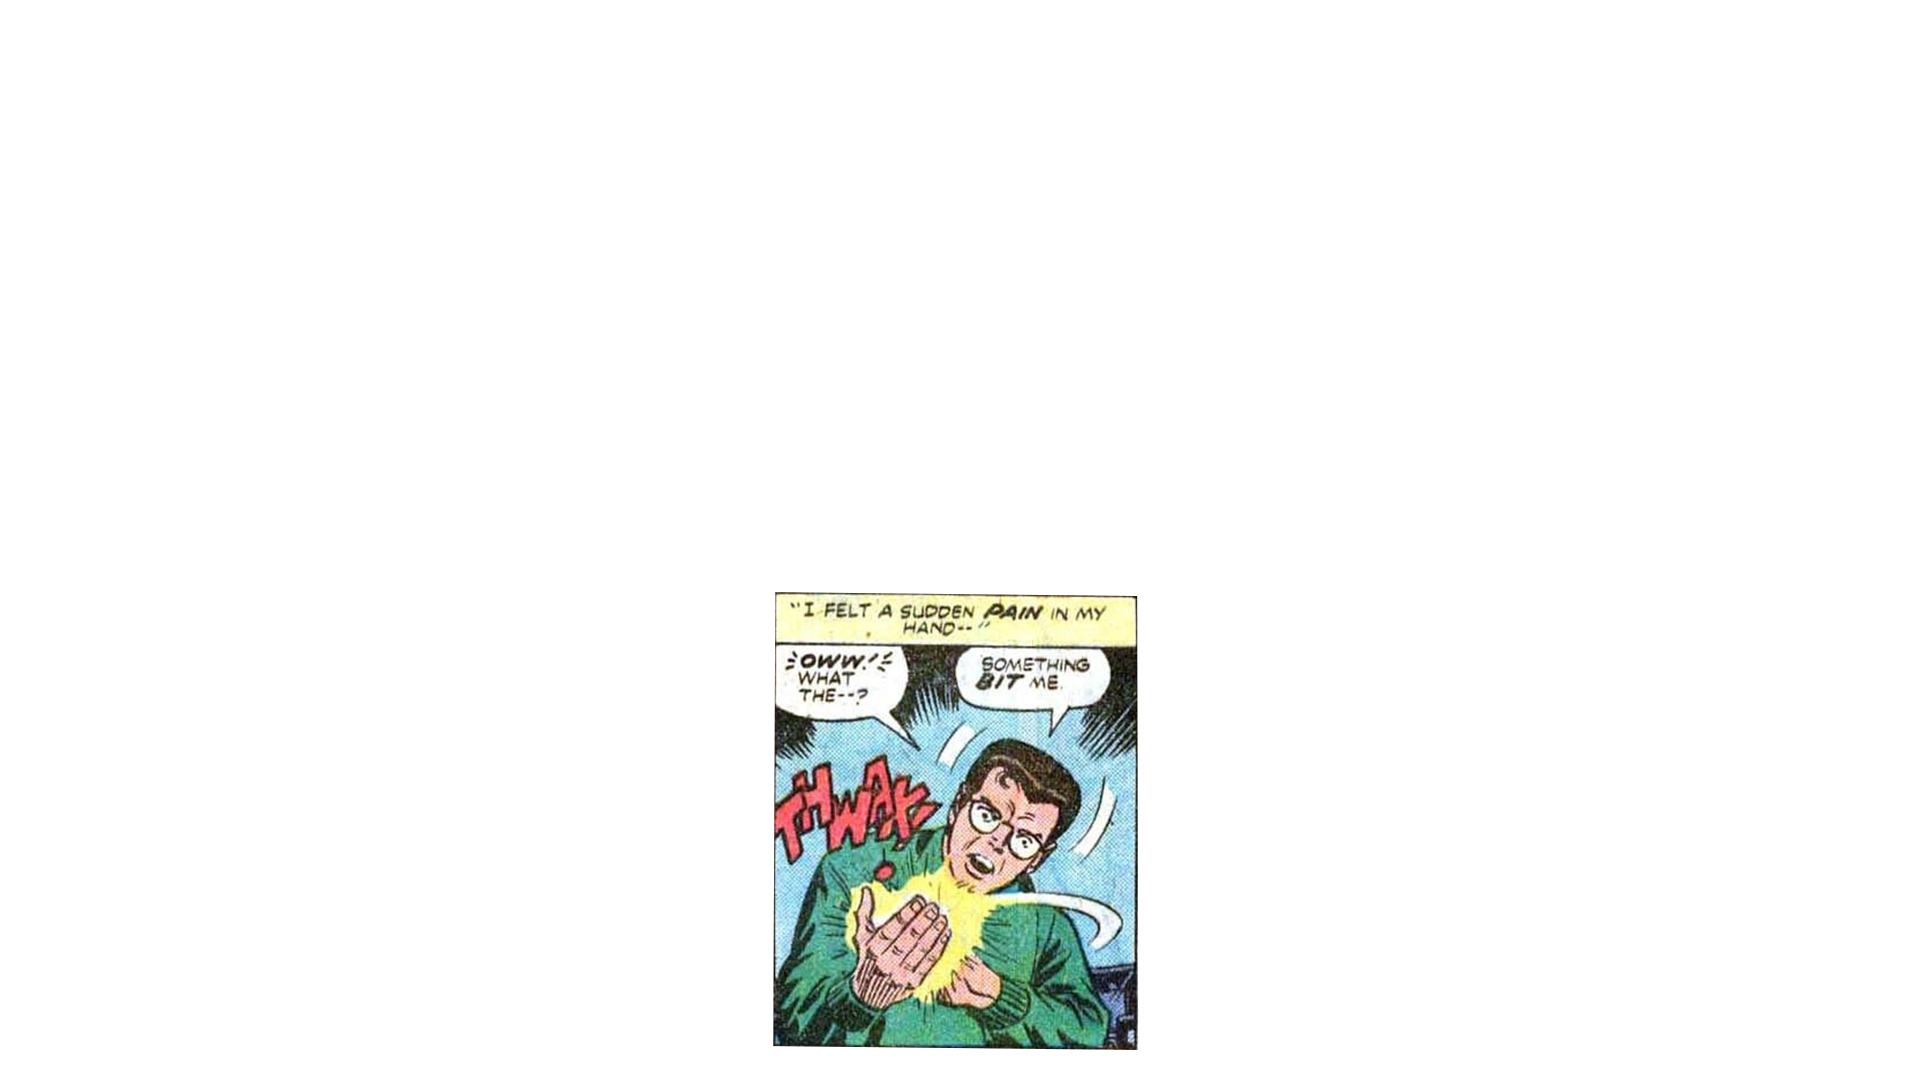 "I FELT A SUDDEN PAIN IN MY
HAND--"
OWW!
WHAT
THE--?
SOMETHING
BIT ME.
THWAK!